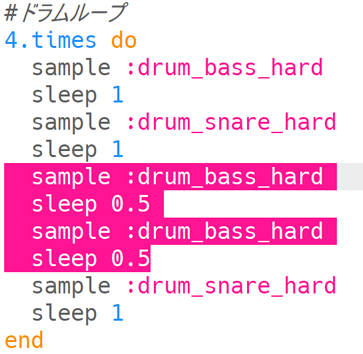 #ドラムループ
4.times do
  sample :drum_bass_hard
  sleep 1
  sample :drum_snare_hard
  sleep 1
  sample :drum_bass_hard
  sleep 0.5
  sample :drum_bass_hard
  sleep 0.5
  sample :drum_snare_hard
  sleep 1
end